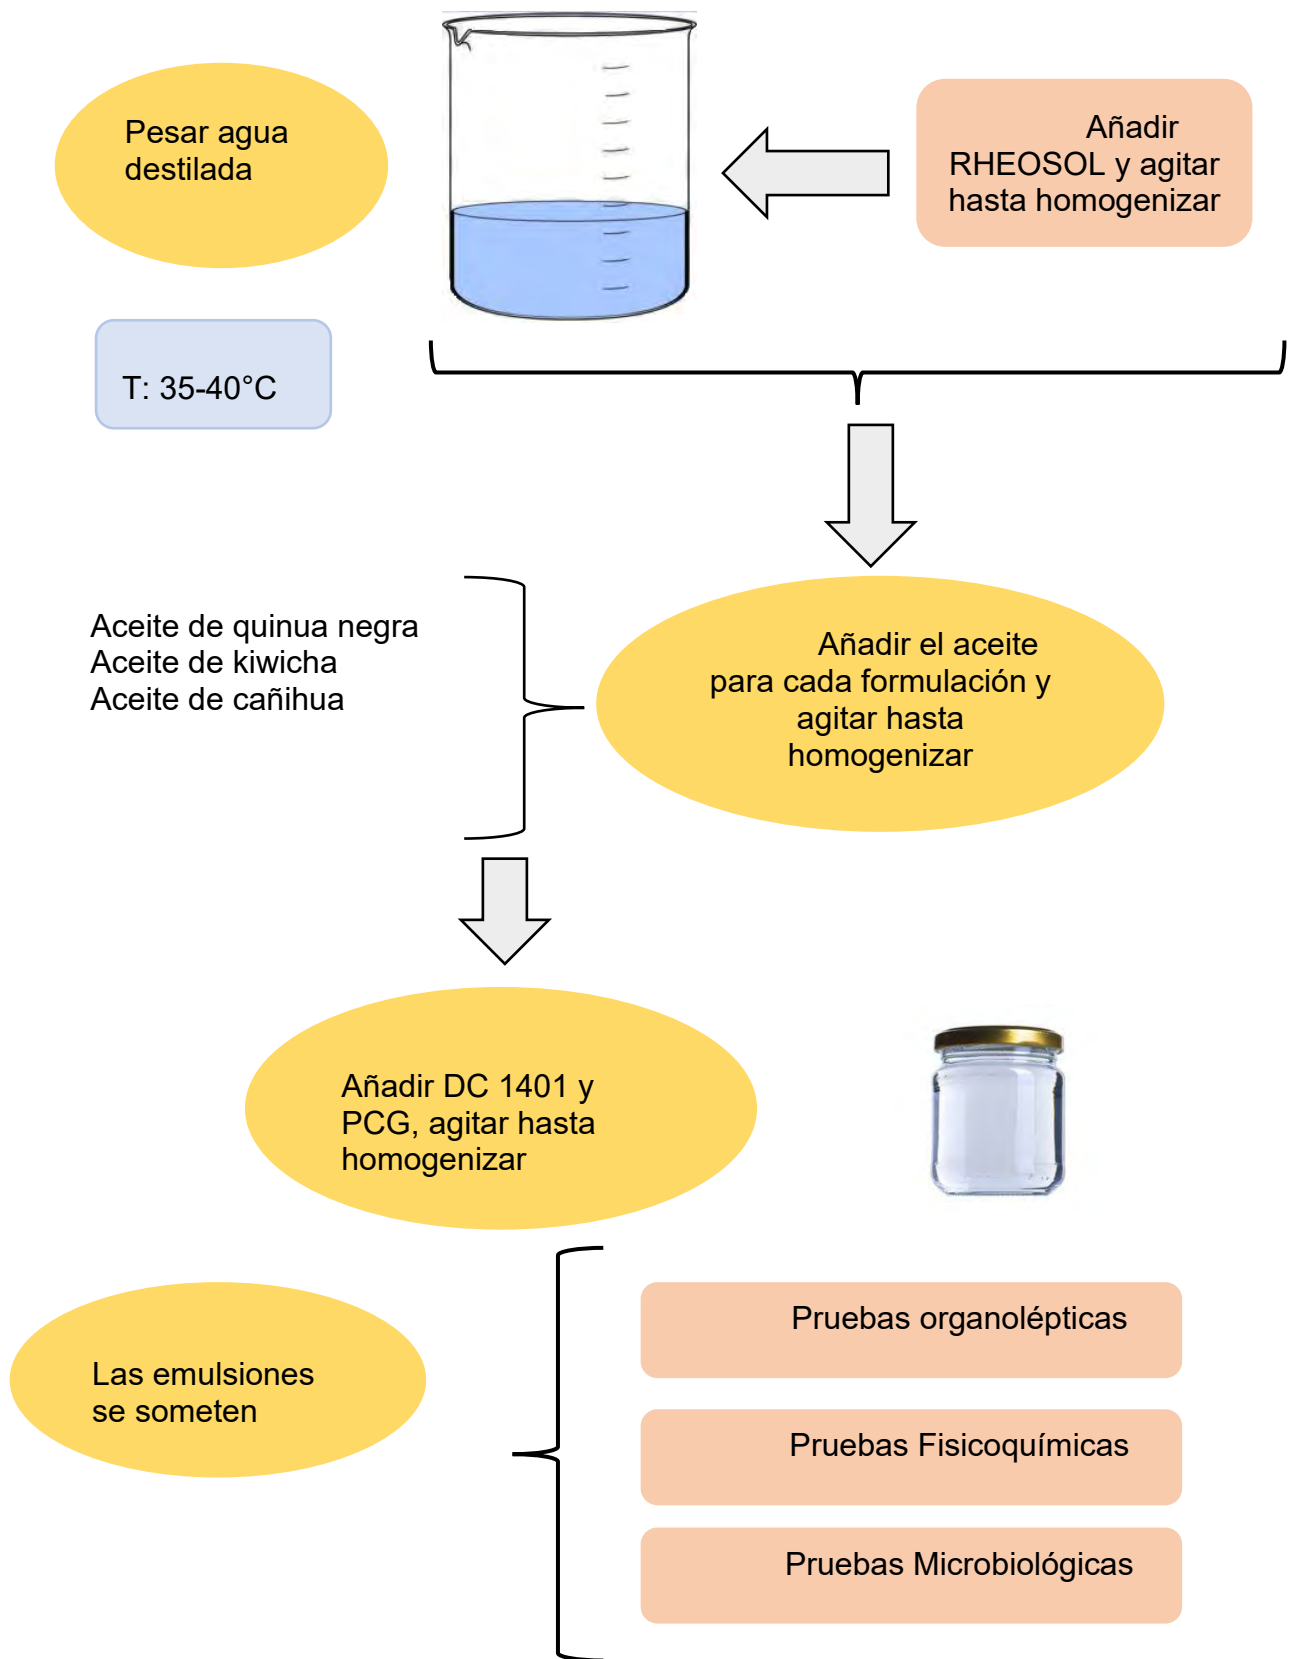 Pesar agua
destilada
Añadir
RHEOSOL y agitar
hasta homogenizar
T: 35-40°C
Aceite de quinua negra
Aceite de kiwicha
Aceite de cañihua
Añadir el aceite
para cada formulación y
agitar hasta
homogenizar
Añadir DC 1401 y
PCG, agitar hasta
homogenizar
Las emulsiones
se someten
Pruebas organolépticas
Pruebas Fisicoquímicas
Pruebas Microbiológicas